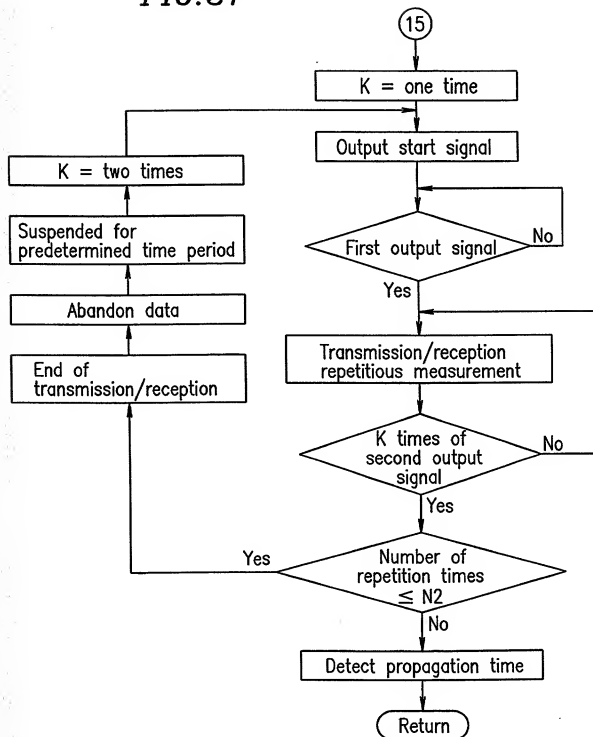 15
K = one time
Output start signal
K = two times
Suspended for
predetermined time period
First output signal
No
Yes
Abandon data
Transmission/reception
repetitious measurement
End of
transmission/reception
K times of
second output
signal
No
Yes
Number of
repetition times
≤ N2
Yes
No
Detect propagation time
Return